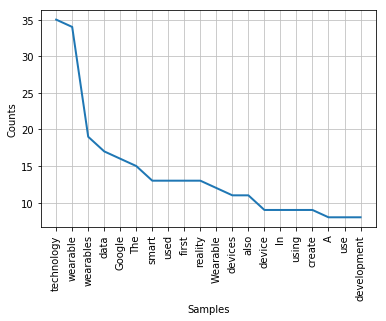 35
30
25
20
15
10
Counts
technology
wearable
wearables
data
Google
The
smart
used
first
reality
Wearable
devices
also
device
In
using
create
A
use
development
Samples